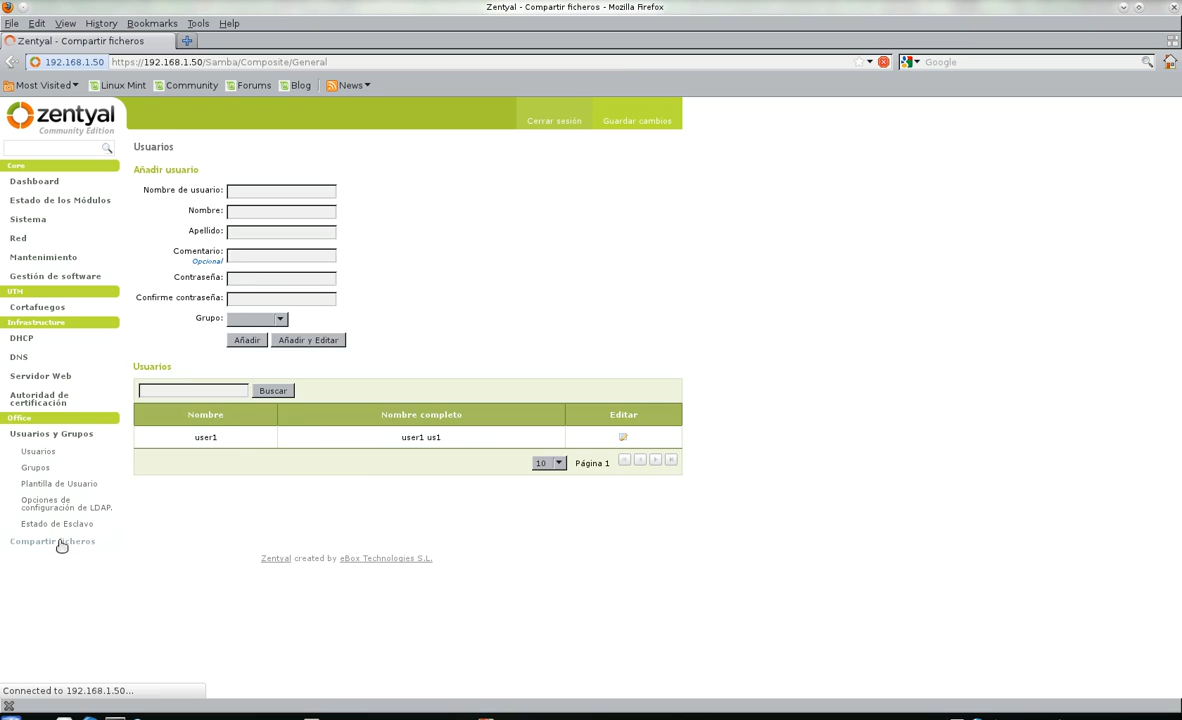 Zentyal - Compartir ficheros - Mozilla Firefox
File Edit View History Bookmarks Tools Help
Zentyal - Compartir ficheros
192.168.1.50 https://192.168.1.50/Samba/Composite/General Google
Most Visited Linux Mint Community Forums Blog News
zentyal
Community Edition
Cerrar sesión Guardar cambios
Core
Dashboard
Estado de los Módulos
Sistema
Red
Mantenimiento
Gestión de software
UTM
Cortafuegos
Infrastructure
DHCP
DNS
Servidor Web
Autoridad de
certificación
Office
Usuarios y Grupos
Usuarios
Grupos
Plantilla de Usuario
Opciones de
configuración de LDAP.
Estado de Esclavo
Compartir ficheros
Usuarios
Añadir usuario
Nombre de usuario:
Nombre:
Apellido:
Comentario:
Opcional
Contraseña:
Confirme contraseña:
Grupo:
Añadir Añadir y Editar
Usuarios
Buscar
Nombre Nombre completo Editar
user1 user1 us1
10 Página 1
Zentyal created by eBox Technologies S.L.
Connected to 192.168.1.50...